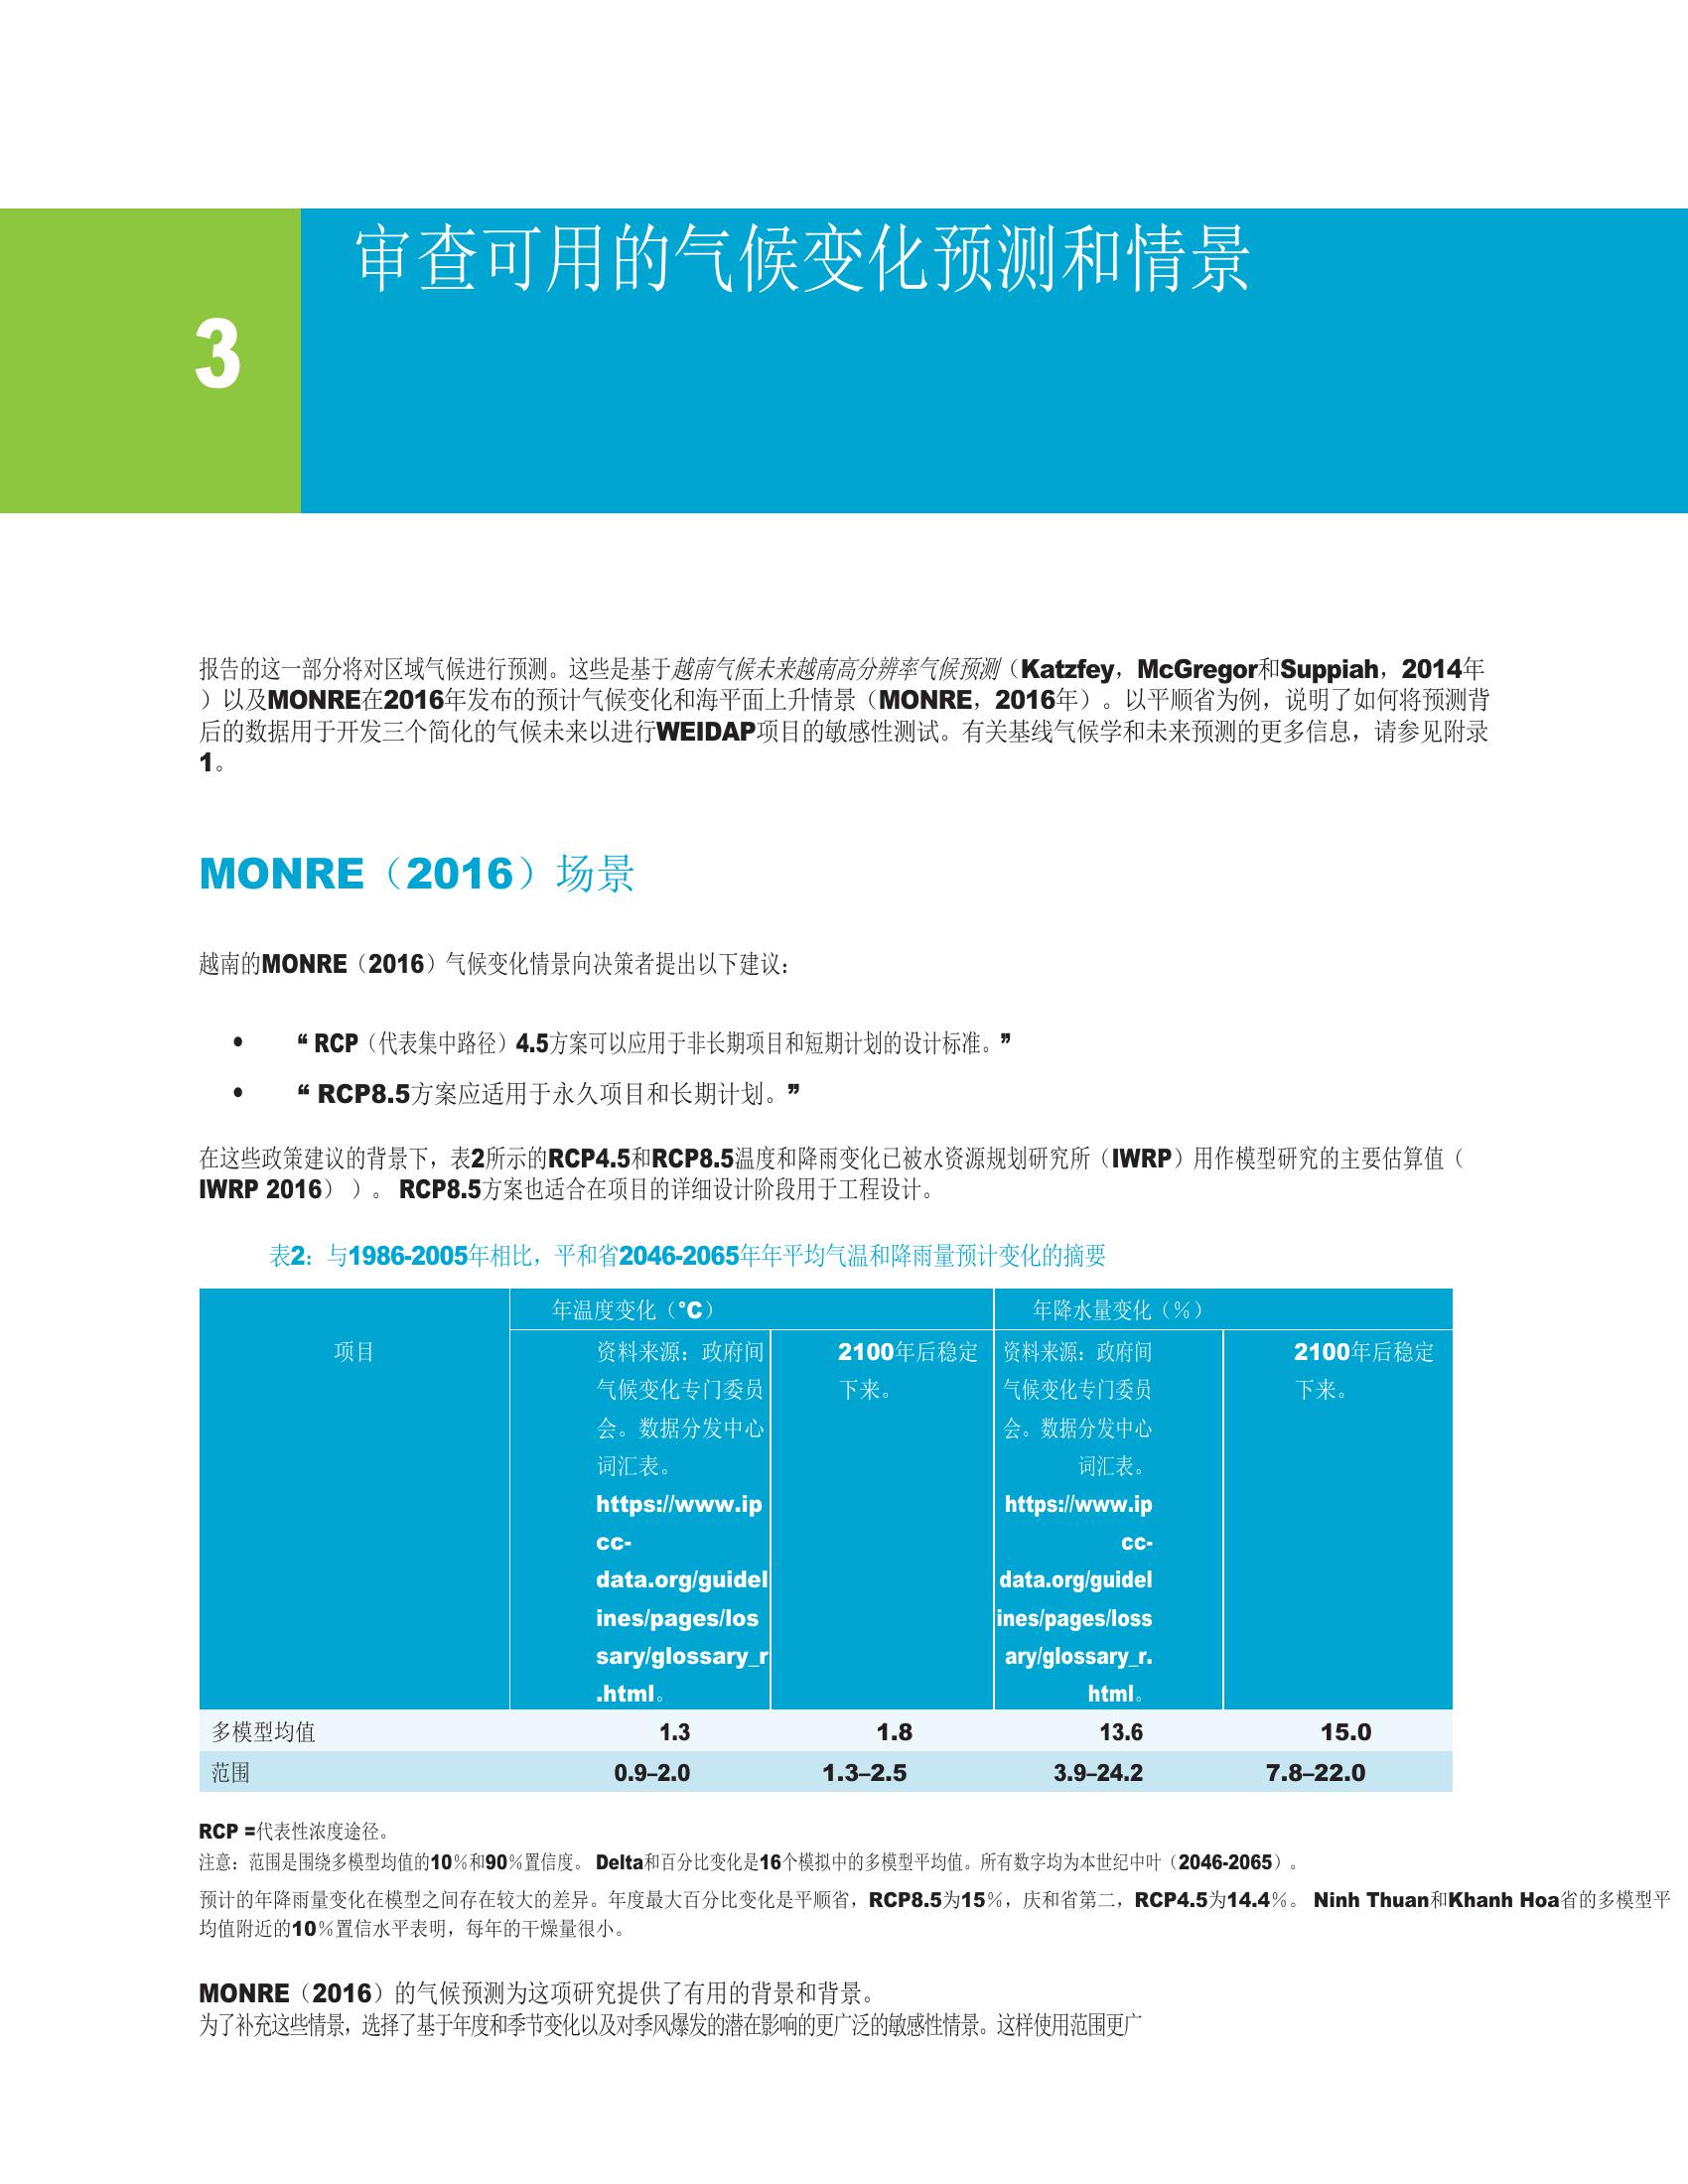 审查可用的气候变化预测和情景
3
报告的这一部分将对区域气候进行预测。这些是基于越南气候未来越南高分辨率气候预测（Katzfey，McGregor和Suppiah，2014年
）以及MONRE在2016年发布的预计气候变化和海平面上升情景（MONRE，2016年）。以平顺省为例，说明了如何将预测背
后的数据用于开发三个简化的气候未来以进行WEIDAP项目的敏感性测试。有关基线气候学和未来预测的更多信息，请参见附录
1。
MONRE（2016）场景
越南的MONRE（2016）气候变化情景向决策者提出以下建议：
• “ RCP（代表集中路径）4.5方案可以应用于非长期项目和短期计划的设计标准。”
• “ RCP8.5方案应适用于永久项目和长期计划。”
在这些政策建议的背景下，表2所示的RCP4.5和RCP8.5温度和降雨变化已被水资源规划研究所（IWRP）用作模型研究的主要估算值（
IWRP 2016） ）。 RCP8.5方案也适合在项目的详细设计阶段用于工程设计。
表2：与1986-2005年相比，平和省2046-2065年年平均气温和降雨量预计变化的摘要
年温度变化（°C） 年降水量变化（%）
项目 资料来源：政府间 2100年后稳定 资料来源：政府间 2100年后稳定
气候变化专门委员 下来。 气候变化专门委员 下来。
会。数据分发中心 会。数据分发中心
词汇表。 词汇表。
https://www.ip https://www.ip
cc- cc-
data.org/guidel data.org/guidel
ines/pages/los ines/pages/loss
sary/glossary_r ary/glossary_r.
.html。 html。
多模型均值 1.3 1.8 13.6 15.0
范围 0.9–2.0 1.3–2.5 3.9–24.2 7.8–22.0
RCP =代表性浓度途径。
注意：范围是围绕多模型均值的10％和90％置信度。 Delta和百分比变化是16个模拟中的多模型平均值。所有数字均为本世纪中叶（2046-2065）。
预计的年降雨量变化在模型之间存在较大的差异。年度最大百分比变化是平顺省，RCP8.5为15％，庆和省第二，RCP4.5为14.4％。 Ninh Thuan和Khanh Hoa省的多模型平
均值附近的10％置信水平表明，每年的干燥量很小。
MONRE（2016）的气候预测为这项研究提供了有用的背景和背景。
为了补充这些情景，选择了基于年度和季节变化以及对季风爆发的潜在影响的更广泛的敏感性情景。这样使用范围更广